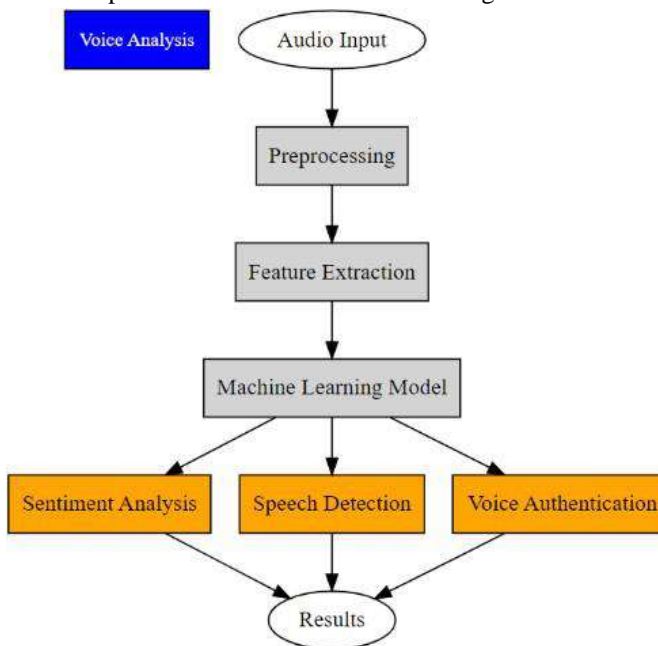 Voice Analysis
Audio Input
Preprocessing
Feature Extraction
Machine Learning Model
Sentiment Analysis
Speech Detection
Voice Authentication
Results